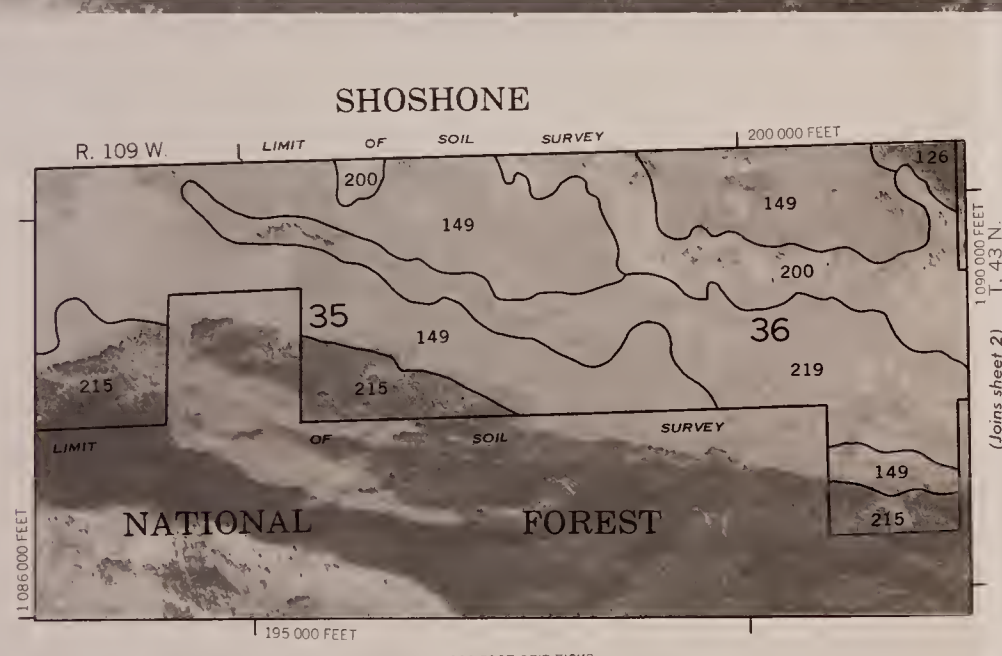 SHOSHONE
R. 109 W.
LIMIT OF SOIL SURVEY
200 000 FEET
126
200
149
149
200
1 090 000 FEET
T. 43 N.
35
36
149
219
215
215
(Joins sheet 2)
LIMIT OF SOIL SURVEY
149
215
NATIONAL FOREST
1 086 000 FEET
195 000 FEET